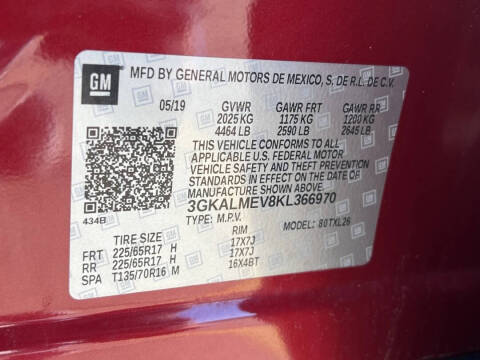 GM
MFD BY GENERAL MOTORS DE MEXICO, S. DE R.L. DE C.V.
05/19 GVWR GAWR FRT GAWR RR
2025 KG 1175 KG 1200 KG
4464 LB 2590 LB 2645 LB
THIS VEHICLE CONFORMS TO ALL
APPLICABLE U.S. FEDERAL MOTOR
VEHICLE SAFETY AND THEFT PREVENTION
STANDARDS IN EFFECT ON THE DATE OF
MANUFACTURE SHOWN ABOVE.
3GKALMEV8KL366970
434B TYPE: M.P.V. MODEL: 80TXL26
TIRE SIZE RIM
FRT 225/65R17 H 17X7J
RR 225/65R17 H 17X7J
SPA T135/70R16 M 16X4BT